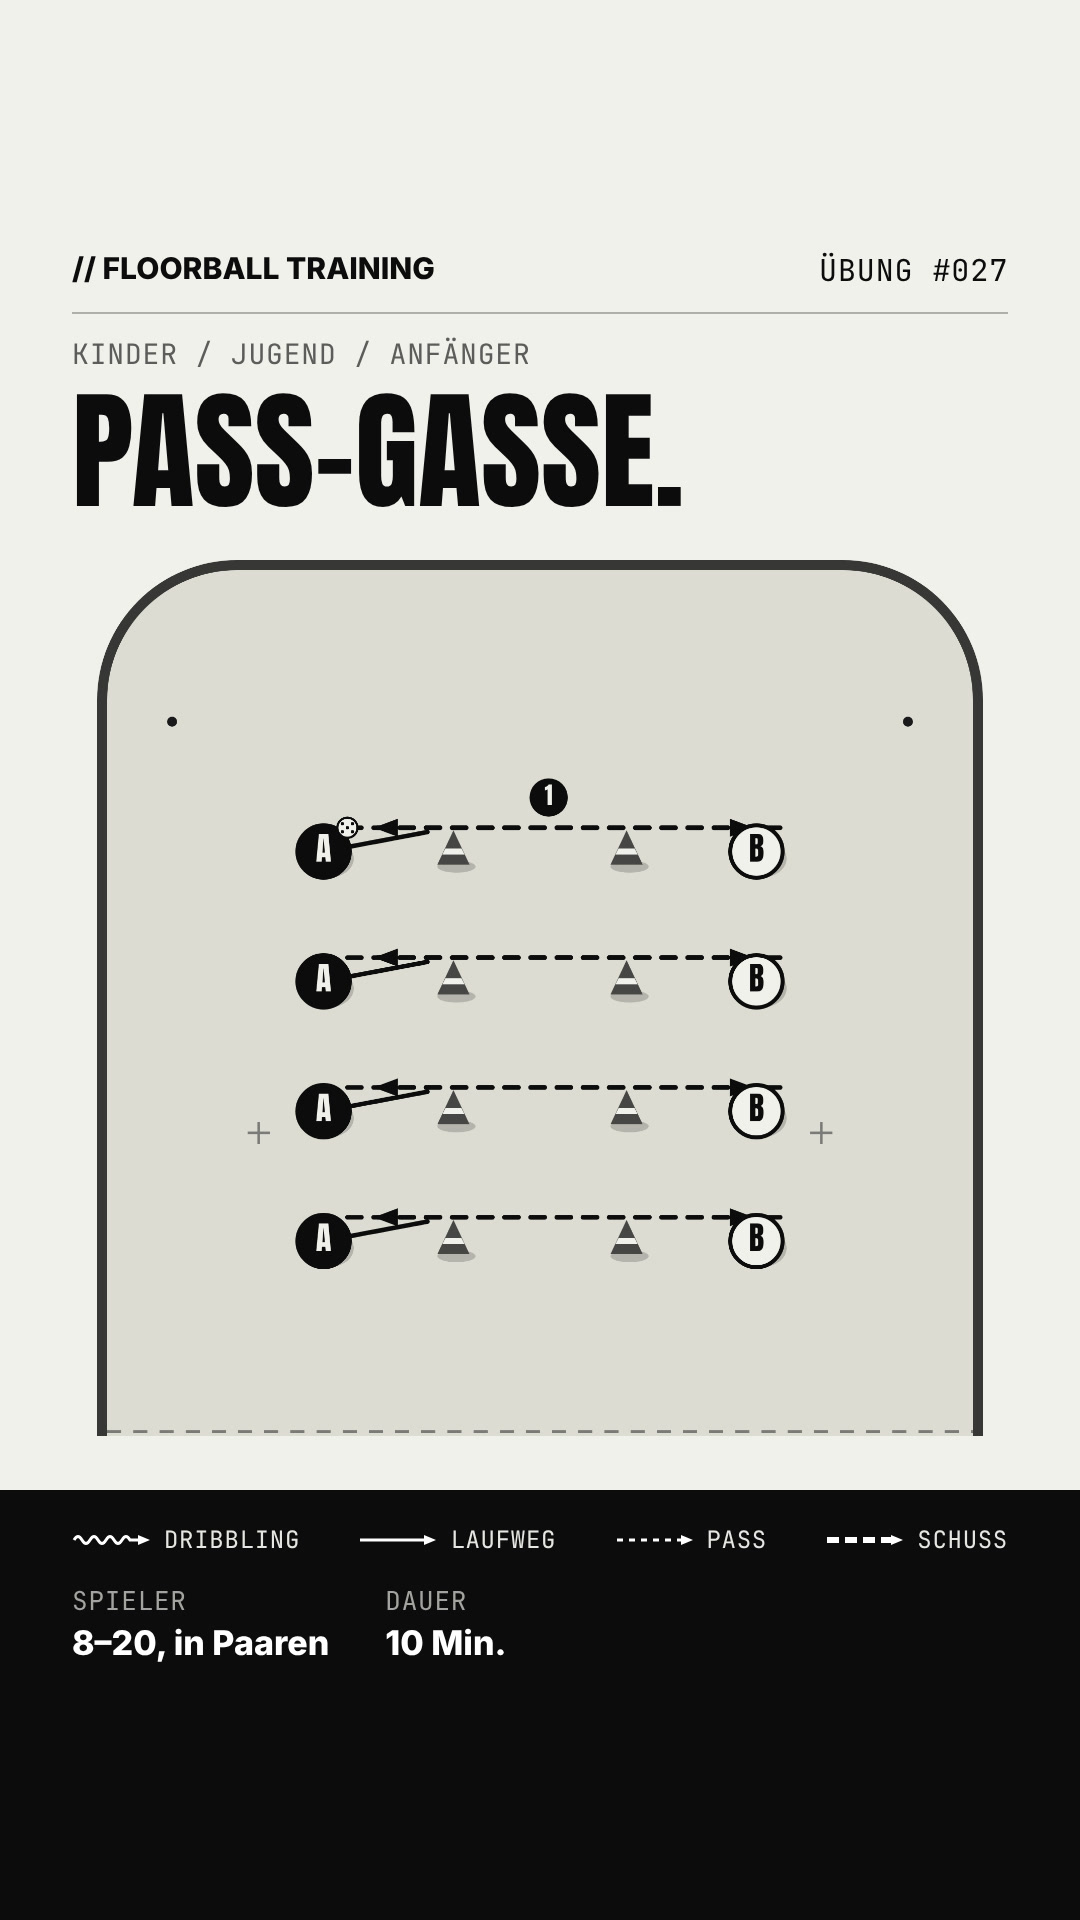 // FLOORBALL TRAINING
ÜBUNG #027
KINDER / JUGEND / ANFÄNGER
PASS-GASSE.
1
A B
A B
A B
A B
DRIBBLING LAUFWEG PASS SCHUSS
SPIELER DAUER
8–20, in Paaren 10 Min.